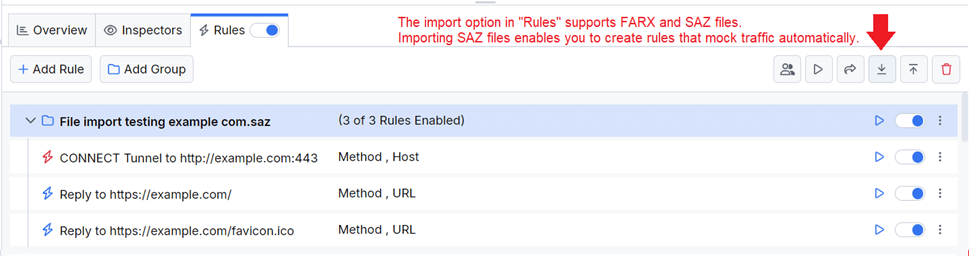 The import option in "Rules" supports FARX and SAZ files.
Importing SAZ files enables you to create rules that mock traffic automatically.
Overview Inspectors Rules
+ Add Rule Add Group
File import testing example com.saz (3 of 3 Rules Enabled)
CONNECT Tunnel to http://example.com:443 Method , Host
Reply to https://example.com/ Method , URL
Reply to https://example.com/favicon.ico Method , URL